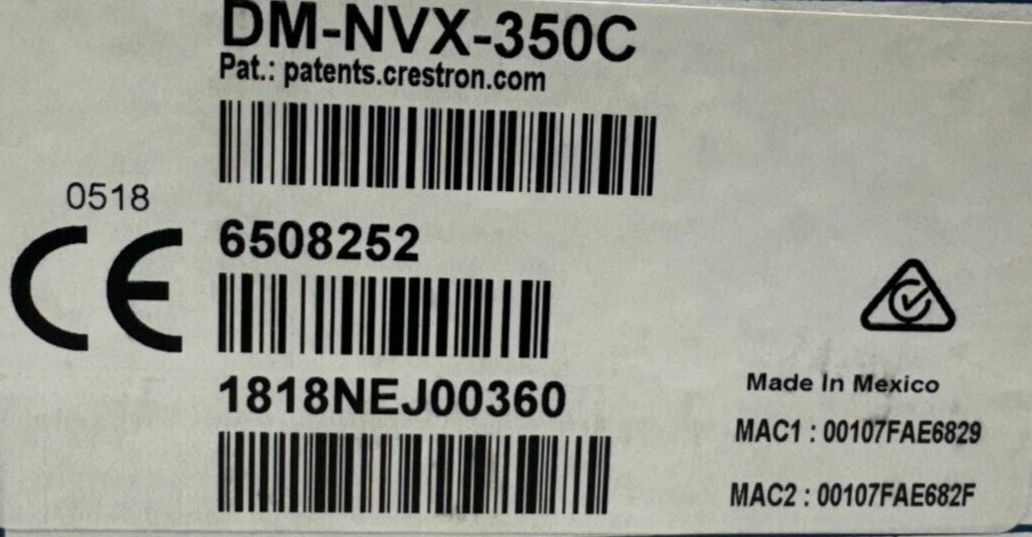 DM-NVX-350C
Pat.: patents.crestron.com
0518
CE
6508252
1818NEJ00360
Made In Mexico
MAC1 : 00107FAE6829
MAC2 : 00107FAE682F